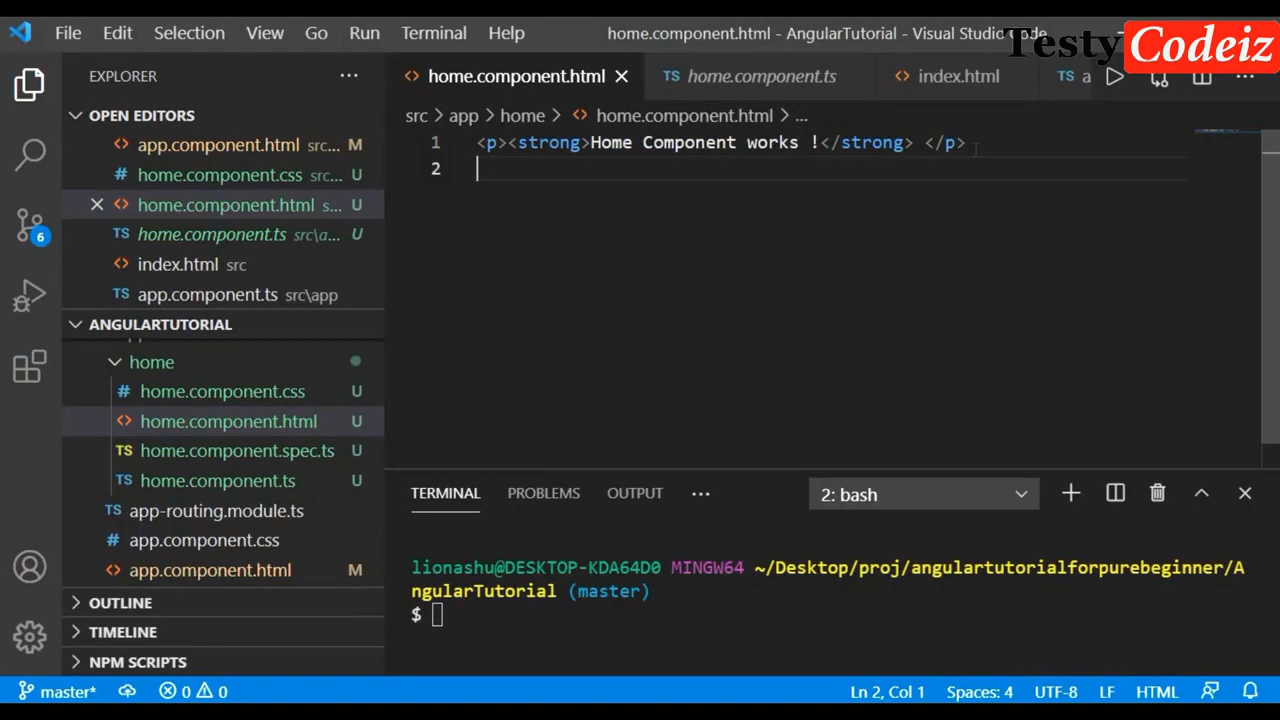 File Edit Selection View Go Run Terminal Help home.component.html - AngularTutorial - Visual Studio Code
Testy Codeiz
EXPLORER
home.component.html home.component.ts index.html a
OPEN EDITORS
src > app > home > home.component.html > ...
app.component.html src... M
1 <p><strong>Home Component works !</strong> </p>
home.component.css src... U
2
home.component.html s... U
home.component.ts src\a... U
index.html src
app.component.ts src\app
6
ANGULARTUTORIAL
home
home.component.css U
home.component.html U
home.component.spec.ts U
home.component.ts U
app-routing.module.ts
app.component.css
app.component.html M
OUTLINE
TIMELINE
NPM SCRIPTS
TERMINAL PROBLEMS OUTPUT ... 2: bash
lionashu@DESKTOP-KDA64D0 MINGW64 ~/Desktop/proj/angulartutorialforpurebeginner/A
ngularTutorial (master)
$
master* 0 0 Ln 2, Col 1 Spaces: 4 UTF-8 LF HTML